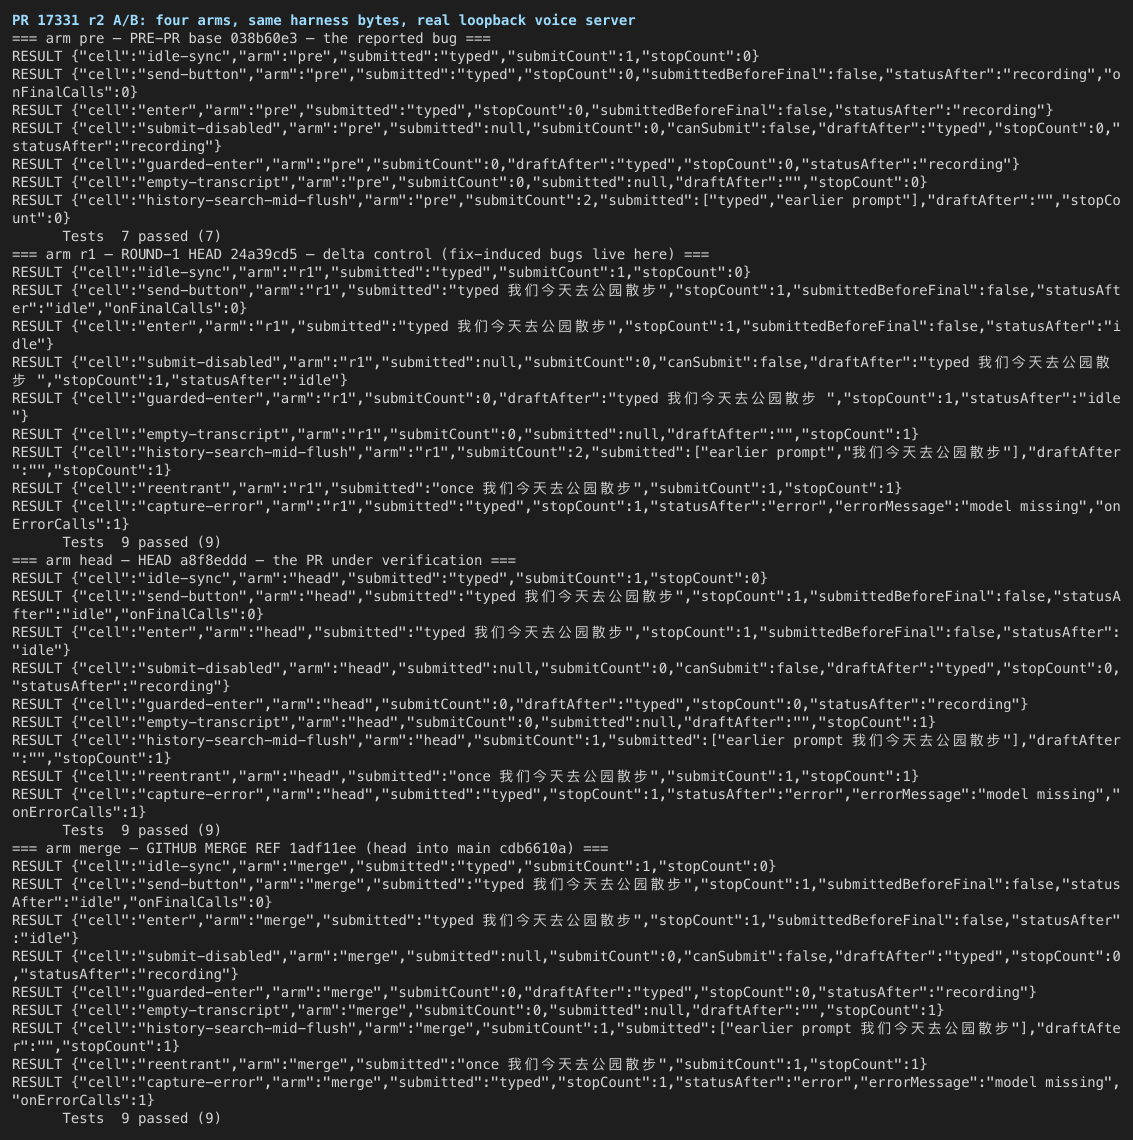 PR 17331 r2 A/B: four arms, same harness bytes, real loopback voice server
=== arm pre — PRE-PR base 038b60e3 — the reported bug ===
RESULT {"cell":"idle-sync","arm":"pre","submitted":"typed","submitCount":1,"stopCount":0}
RESULT {"cell":"send-button","arm":"pre","submitted":"typed","stopCount":0,"submittedBeforeFinal":false,"statusAfter":"recording","o
nFinalCalls":0}
RESULT {"cell":"enter","arm":"pre","submitted":"typed","stopCount":0,"submittedBeforeFinal":false,"statusAfter":"recording"}
RESULT {"cell":"submit-disabled","arm":"pre","submitted":null,"submitCount":0,"canSubmit":false,"draftAfter":"typed","stopCount":0,"
statusAfter":"recording"}
RESULT {"cell":"guarded-enter","arm":"pre","submitCount":0,"draftAfter":"typed","stopCount":0,"statusAfter":"recording"}
RESULT {"cell":"empty-transcript","arm":"pre","submitCount":0,"submitted":null,"draftAfter":"","stopCount":0}
RESULT {"cell":"history-search-mid-flush","arm":"pre","submitCount":2,"submitted":["typed","earlier prompt"],"draftAfter":"","stopCo
unt":0}
      Tests  7 passed (7)
=== arm r1 — ROUND-1 HEAD 24a39cd5 — delta control (fix-induced bugs live here) ===
RESULT {"cell":"idle-sync","arm":"r1","submitted":"typed","submitCount":1,"stopCount":0}
RESULT {"cell":"send-button","arm":"r1","submitted":"typed 我们今天去公园散步","stopCount":1,"submittedBeforeFinal":false,"statusAft
er":"idle","onFinalCalls":0}
RESULT {"cell":"enter","arm":"r1","submitted":"typed 我们今天去公园散步","stopCount":1,"submittedBeforeFinal":false,"statusAfter":"i
dle"}
RESULT {"cell":"submit-disabled","arm":"r1","submitted":null,"submitCount":0,"canSubmit":false,"draftAfter":"typed 我们今天去公园散
步 ","stopCount":1,"statusAfter":"idle"}
RESULT {"cell":"guarded-enter","arm":"r1","submitCount":0,"draftAfter":"typed 我们今天去公园散步 ","stopCount":1,"statusAfter":"idle
"}
RESULT {"cell":"empty-transcript","arm":"r1","submitCount":0,"submitted":null,"draftAfter":"","stopCount":1}
RESULT {"cell":"history-search-mid-flush","arm":"r1","submitCount":2,"submitted":["earlier prompt","我们今天去公园散步"],"draftAfter
":"","stopCount":1}
RESULT {"cell":"reentrant","arm":"r1","submitted":"once 我们今天去公园散步","submitCount":1,"stopCount":1}
RESULT {"cell":"capture-error","arm":"r1","submitted":"typed","stopCount":1,"statusAfter":"error","errorMessage":"model missing","on
ErrorCalls":1}
      Tests  9 passed (9)
=== arm head — HEAD a8f8eddd — the PR under verification ===
RESULT {"cell":"idle-sync","arm":"head","submitted":"typed","submitCount":1,"stopCount":0}
RESULT {"cell":"send-button","arm":"head","submitted":"typed 我们今天去公园散步","stopCount":1,"submittedBeforeFinal":false,"statusA
fter":"idle","onFinalCalls":0}
RESULT {"cell":"enter","arm":"head","submitted":"typed 我们今天去公园散步","stopCount":1,"submittedBeforeFinal":false,"statusAfter":
"idle"}
RESULT {"cell":"submit-disabled","arm":"head","submitted":null,"submitCount":0,"canSubmit":false,"draftAfter":"typed","stopCount":0,
"statusAfter":"recording"}
RESULT {"cell":"guarded-enter","arm":"head","submitCount":0,"draftAfter":"typed","stopCount":0,"statusAfter":"recording"}
RESULT {"cell":"empty-transcript","arm":"head","submitCount":0,"submitted":null,"draftAfter":"","stopCount":1}
RESULT {"cell":"history-search-mid-flush","arm":"head","submitCount":1,"submitted":["earlier prompt 我们今天去公园散步"],"draftAfter
":"","stopCount":1}
RESULT {"cell":"reentrant","arm":"head","submitted":"once 我们今天去公园散步","submitCount":1,"stopCount":1}
RESULT {"cell":"capture-error","arm":"head","submitted":"typed","stopCount":1,"statusAfter":"error","errorMessage":"model missing","
onErrorCalls":1}
      Tests  9 passed (9)
=== arm merge — GITHUB MERGE REF 1adf11ee (head into main cdb6610a) ===
RESULT {"cell":"idle-sync","arm":"merge","submitted":"typed","submitCount":1,"stopCount":0}
RESULT {"cell":"send-button","arm":"merge","submitted":"typed 我们今天去公园散步","stopCount":1,"submittedBeforeFinal":false,"status
After":"idle","onFinalCalls":0}
RESULT {"cell":"enter","arm":"merge","submitted":"typed 我们今天去公园散步","stopCount":1,"submittedBeforeFinal":false,"statusAfter"
:"idle"}
RESULT {"cell":"submit-disabled","arm":"merge","submitted":null,"submitCount":0,"canSubmit":false,"draftAfter":"typed","stopCount":0
,"statusAfter":"recording"}
RESULT {"cell":"guarded-enter","arm":"merge","submitCount":0,"draftAfter":"typed","stopCount":0,"statusAfter":"recording"}
RESULT {"cell":"empty-transcript","arm":"merge","submitCount":0,"submitted":null,"draftAfter":"","stopCount":1}
RESULT {"cell":"history-search-mid-flush","arm":"merge","submitCount":1,"submitted":["earlier prompt 我们今天去公园散步"],"draftAfte
r":"","stopCount":1}
RESULT {"cell":"reentrant","arm":"merge","submitted":"once 我们今天去公园散步","submitCount":1,"stopCount":1}
RESULT {"cell":"capture-error","arm":"merge","submitted":"typed","stopCount":1,"statusAfter":"error","errorMessage":"model missing",
"onErrorCalls":1}
      Tests  9 passed (9)